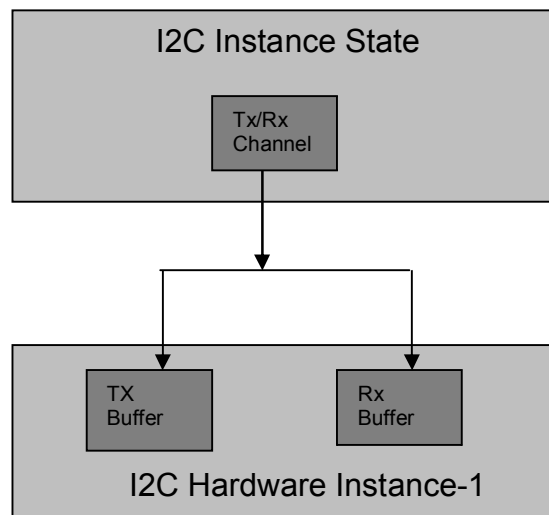 I2C Instance State
Tx/Rx
Channel
TX
Buffer
Rx
Buffer
I2C Hardware Instance-1